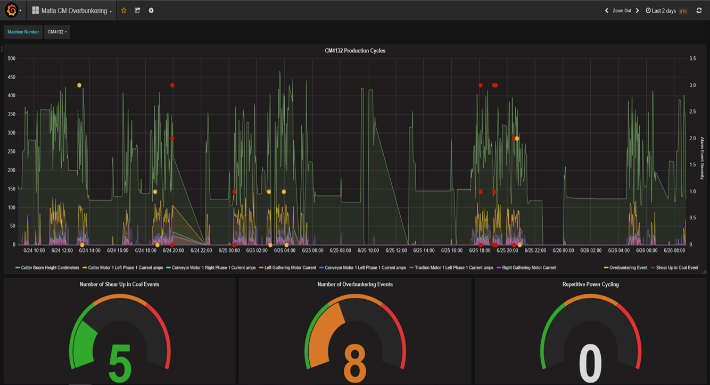 Matla CM Overbunkering
Zoom Out
Last 2 days
UTC
Machine Number
CM4132
CM4132 Production Cycles
500
450
400
350
300
250
200
150
100
50
0
3.5
3.0
2.5
2.0
1.5
1.0
0.5
0
6/24 10:00 6/24 12:00 6/24 14:00 6/24 16:00 6/24 18:00 6/24 20:00 6/24 22:00 6/25 00:00 6/25 02:00 6/25 04:00 6/25 06:00 6/25 08:00 6/25 10:00 6/25 12:00 6/25 14:00 6/25 16:00 6/25 18:00 6/25 20:00 6/25 22:00 6/26 00:00 6/26 02:00 6/26 04:00 6/26 06:00 6/26 08:00
Cutter Boom Height Centimetres Cutter Motor 1 Left Phase 1 Current amps Conveyor Motor 1 Right Phase 1 Current amps Left Gathering Motor Current Conveyor Motor 1 Left Phase 1 Current amps Traction Motor 1 Left Phase 1 Current amps Right Gathering Motor Current Overbunkering Event Shear Up in Coal Event
Number of Shear Up in Coal Events
5
Number of Overbunkering Events
8
Repetitive Power Cycling
0